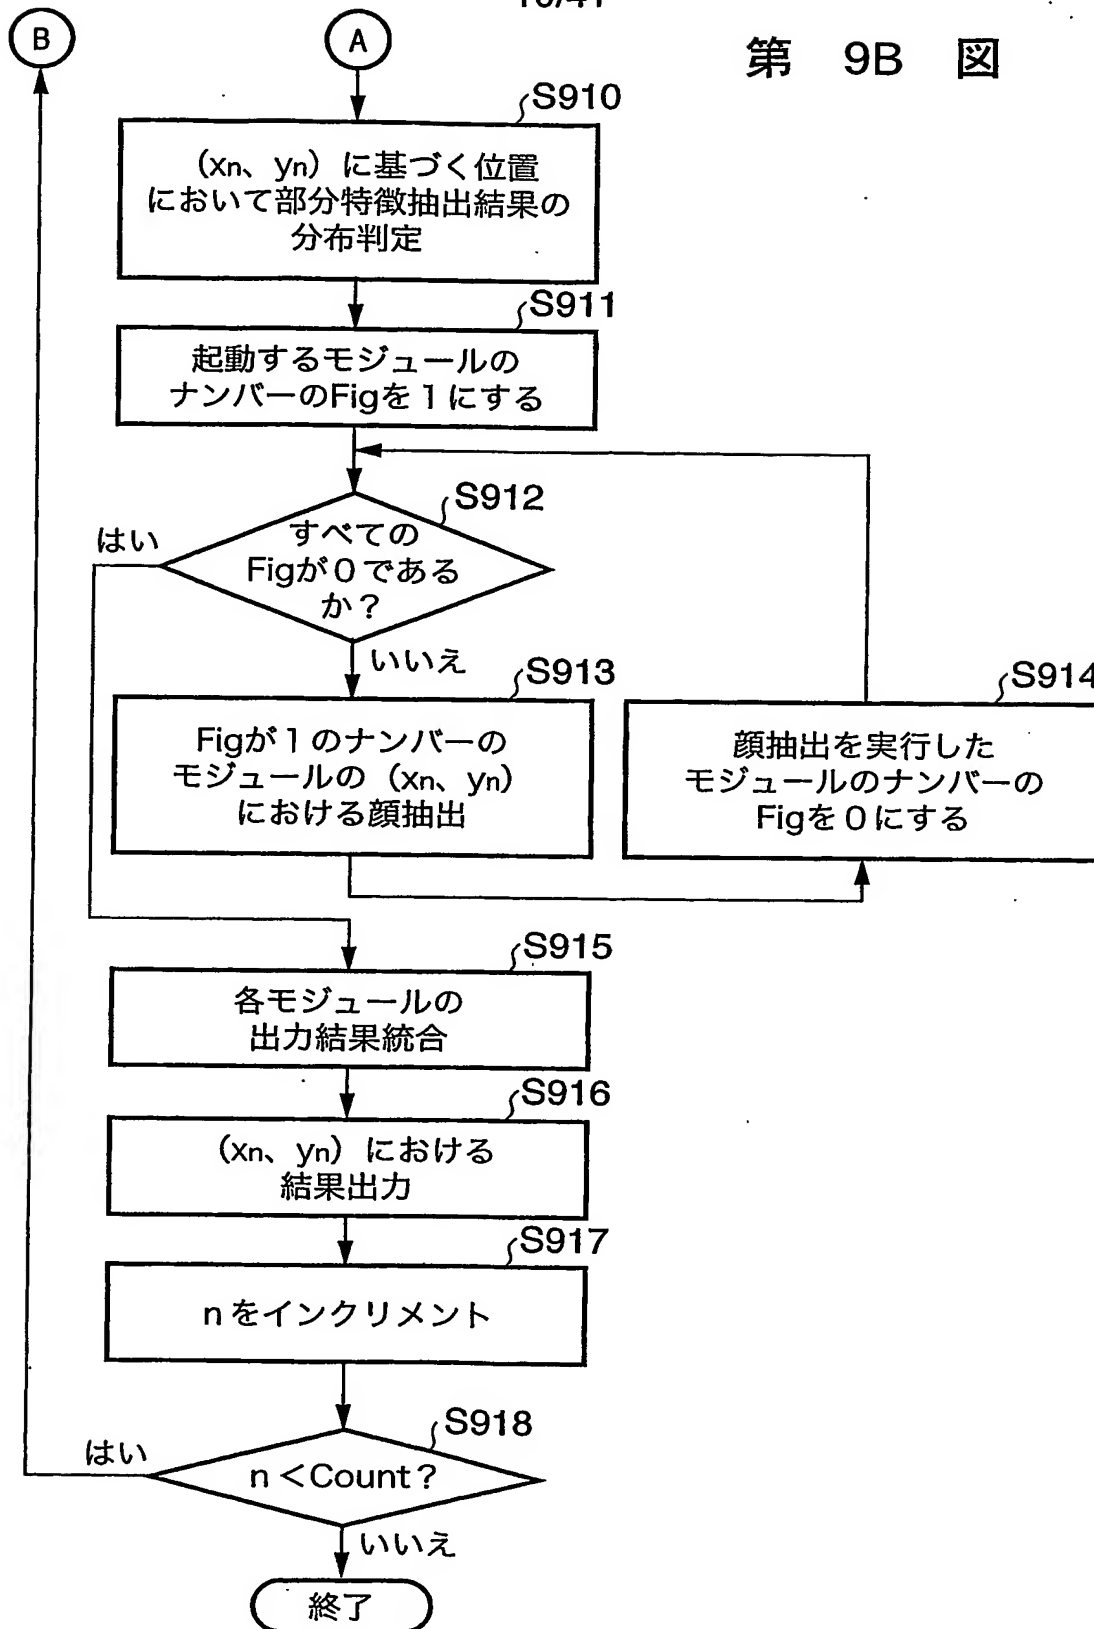 B
A
第 9B 図
S910
(xn、yn)に基づく位置
において部分特徴抽出結果の
分布判定
S911
起動するモジュールの
ナンバーのFigを1にする
S912
はい
すべての
Figが0である
か?
いいえ
S913
Figが1のナンバーの
モジュールの(xn、yn)
における顔抽出
S914
顔抽出を実行した
モジュールのナンバーの
Figを0にする
S915
各モジュールの
出力結果統合
S916
(xn、yn)における
結果出力
S917
nをインクリメント
S918
はい
n<Count?
いいえ
終了